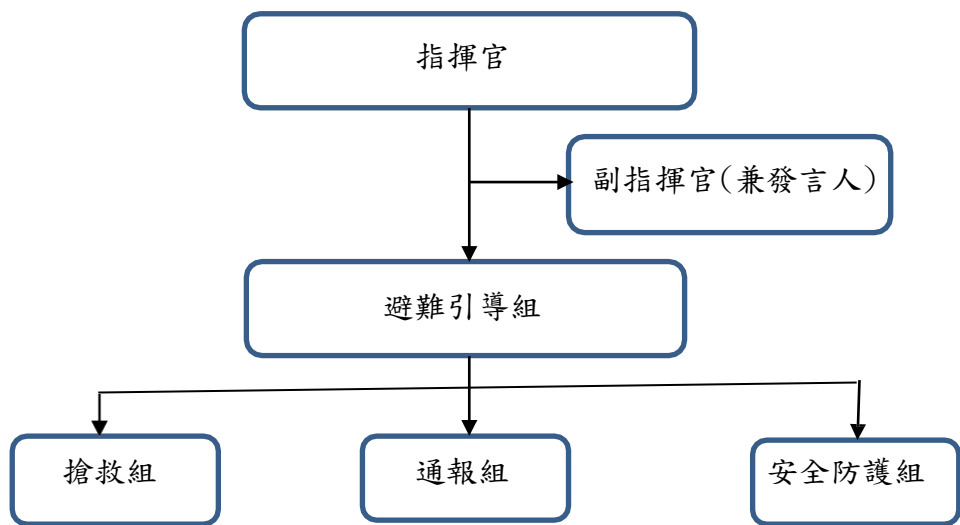 指揮官
副指揮官(兼發言人)
避難引導組
搶救組
通報組
安全防護組